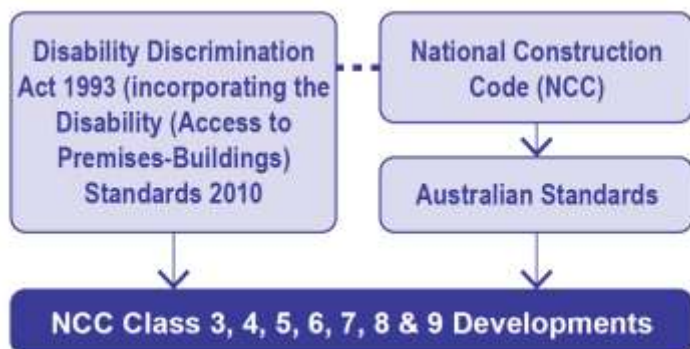 Disability Discrimination
Act 1993 (incorporating the
Disability (Access to
Premises-Buildings)
Standards 2010
National Construction
Code (NCC)
Australian Standards
NCC Class 3, 4, 5, 6, 7, 8 & 9 Developments